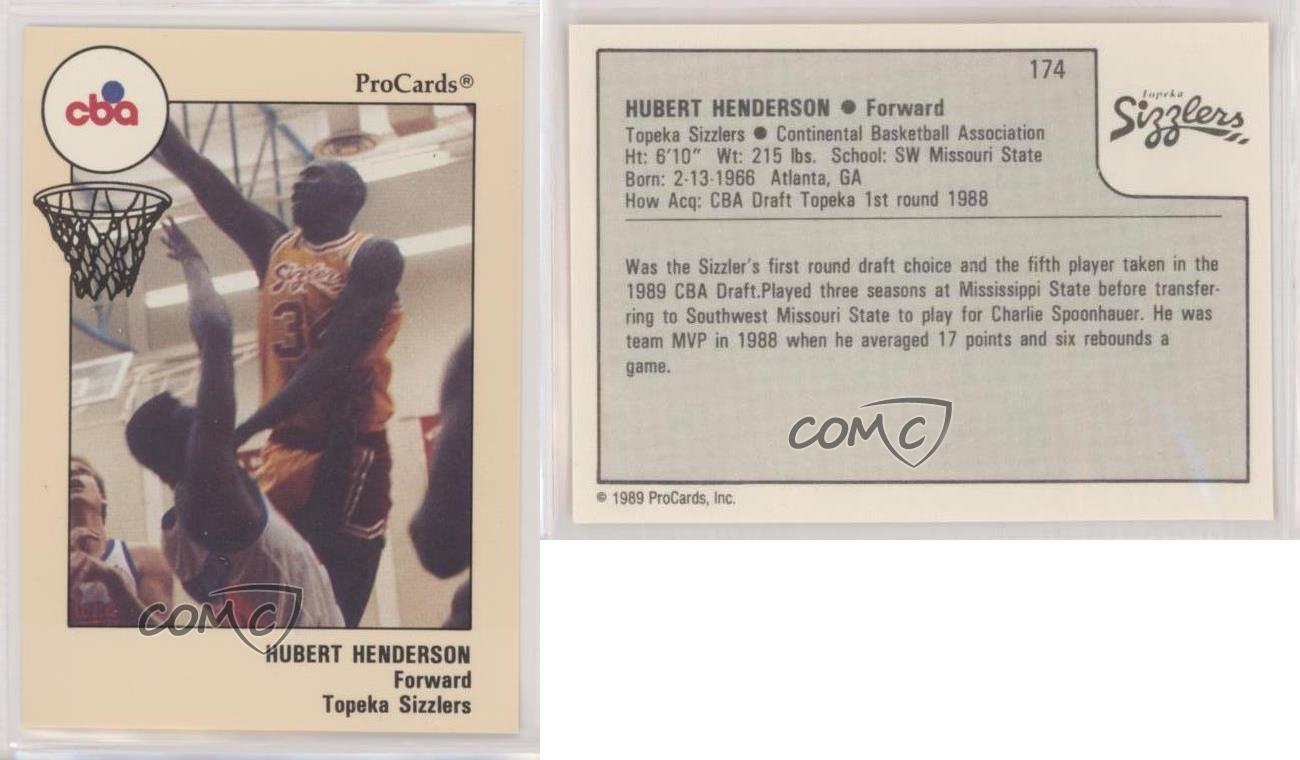 cba
ProCards®
Sizzlers
34
COMC
HUBERT HENDERSON
Forward
Topeka Sizzlers
174
Topeka
Sizzlers
HUBERT HENDERSON ● Forward
Topeka Sizzlers ● Continental Basketball Association
Ht: 6'10" Wt: 215 lbs. School: SW Missouri State
Born: 2-13-1966 Atlanta, GA
How Acq: CBA Draft Topeka 1st round 1988
Was the Sizzler's first round draft choice and the fifth player taken in the
1989 CBA Draft.Played three seasons at Mississippi State before transfer-
ring to Southwest Missouri State to play for Charlie Spoonhauer. He was
team MVP in 1988 when he averaged 17 points and six rebounds a
game.
COMC
© 1989 ProCards, Inc.